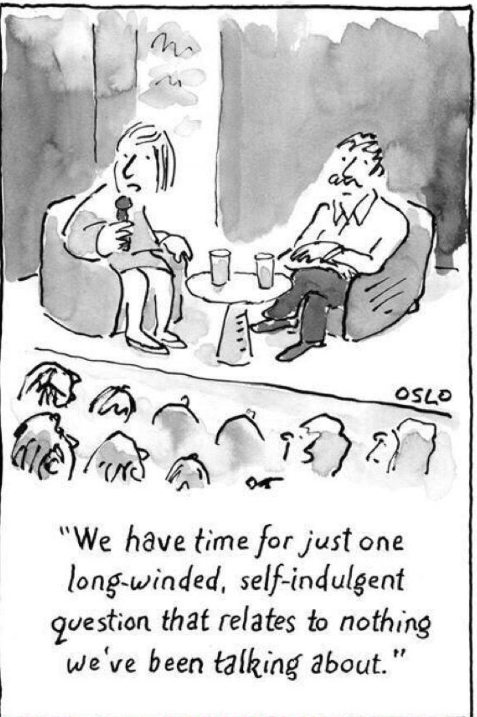 OSLO
"We have time for just one
long-winded, self-indulgent
question that relates to nothing
we've been talking about."